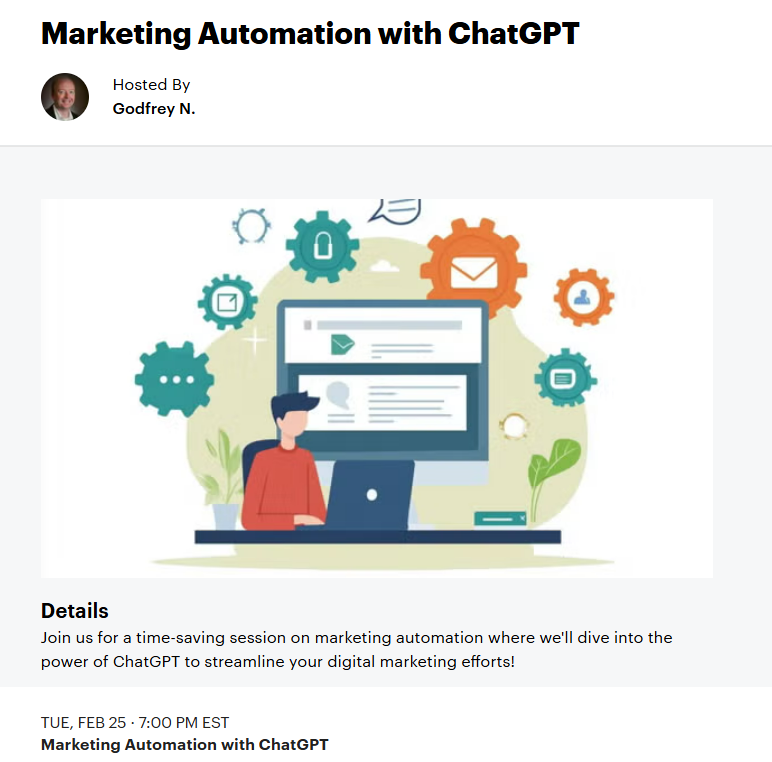 Marketing Automation with ChatGPT
Hosted By
Godfrey N.
Details
Join us for a time-saving session on marketing automation where we'll dive into the
power of ChatGPT to streamline your digital marketing efforts!
TUE, FEB 25 · 7:00 PM EST
Marketing Automation with ChatGPT